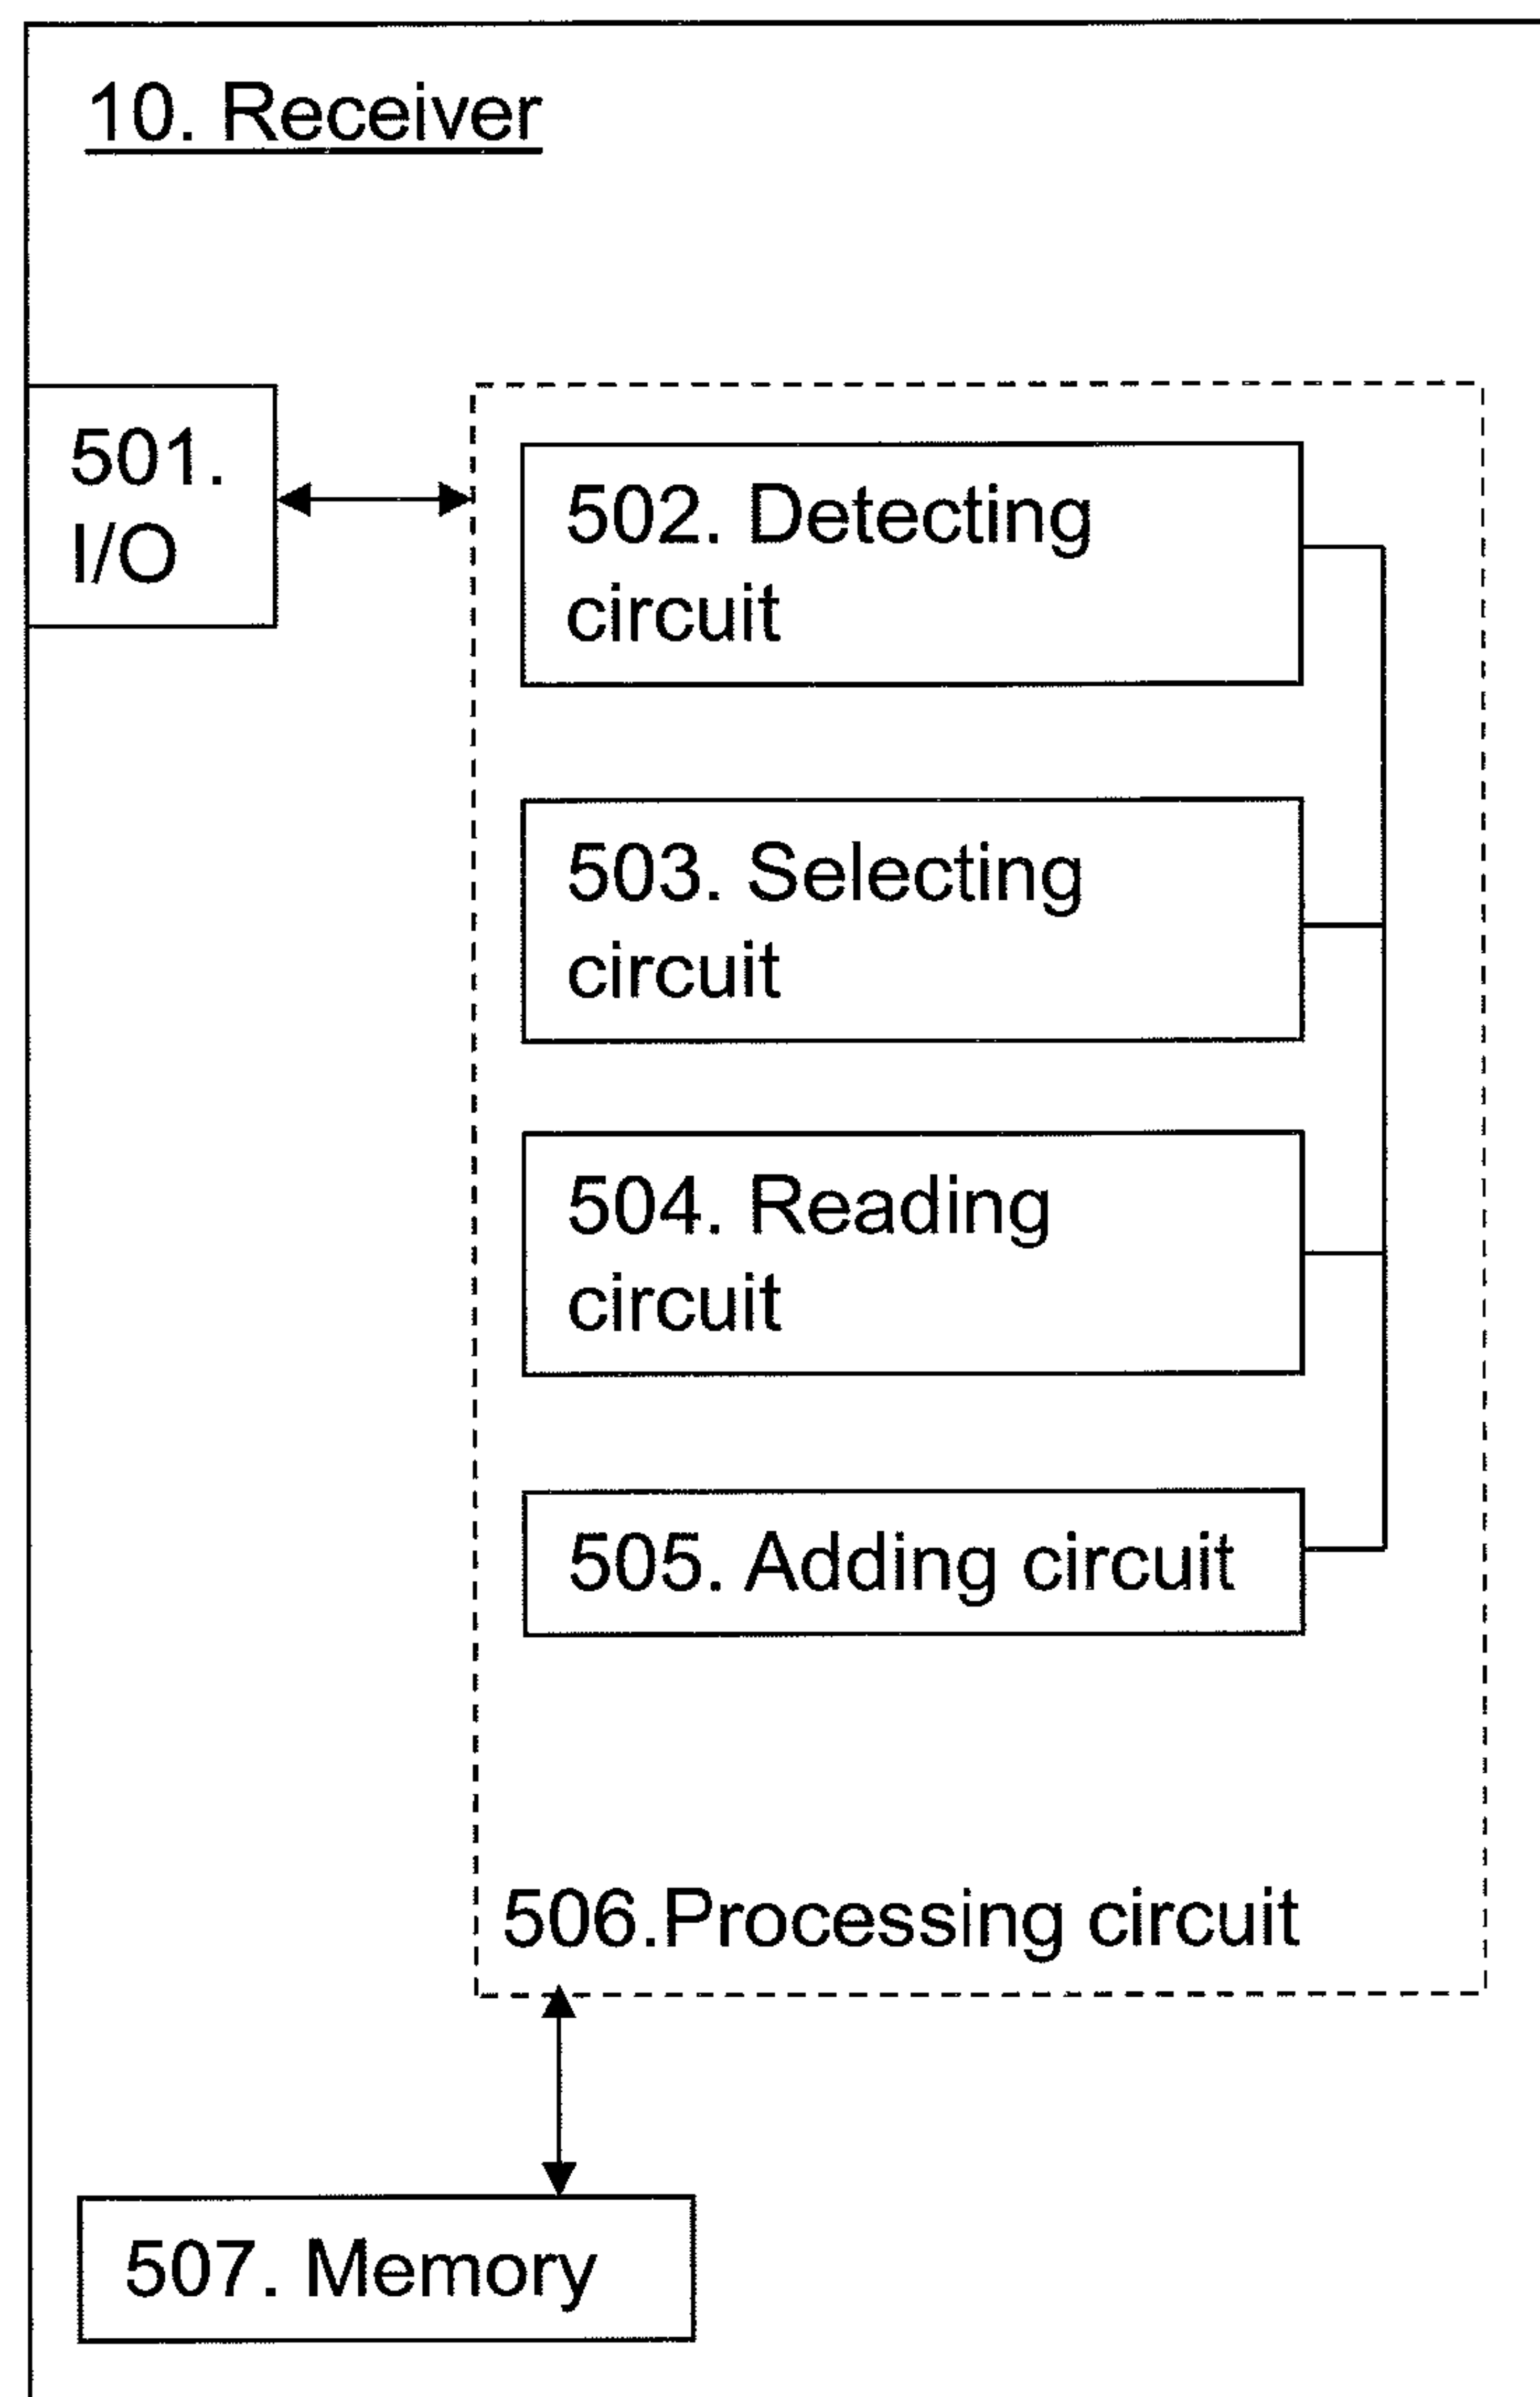 10. Receiver
501.
I/O
502. Detecting
circuit
503. Selecting
circuit
504. Reading
circuit
505. Adding circuit
506.Processing circuit
507. Memory